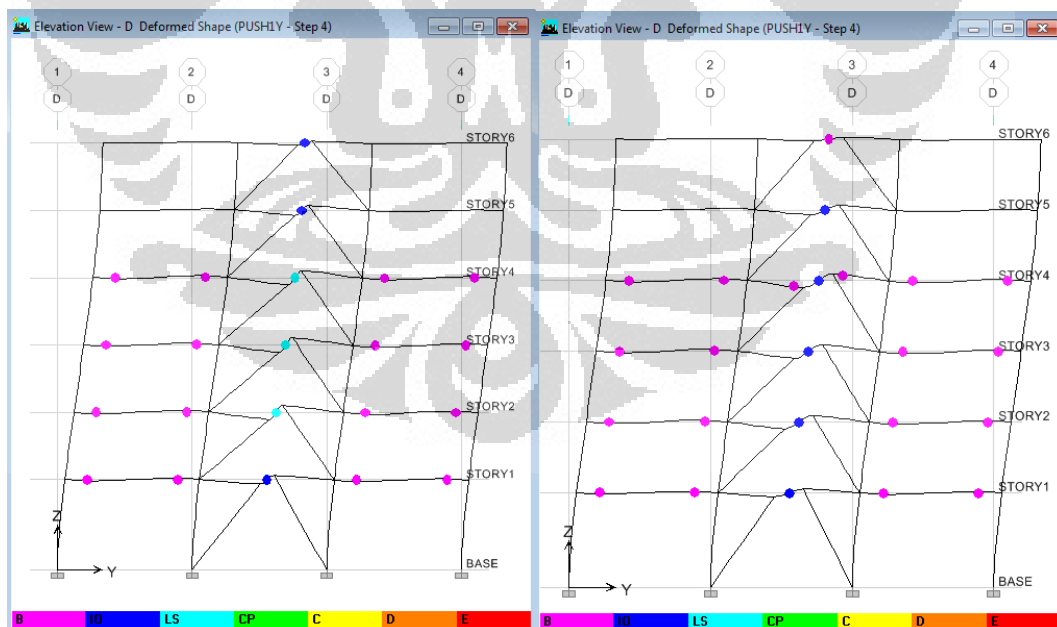 Elevation View - D Deformed Shape (PUSH1Y - Step 4)
1 2 3 4
D D D D
STORY6
STORY5
STORY4
STORY3
STORY2
STORY1
Z
Y
BASE
B IO LS CP C D E
Elevation View - D Deformed Shape (PUSH1Y - Step 4)
1 2 3 4
D D D D
STORY6
STORY5
STORY4
STORY3
STORY2
STORY1
Z
Y
BASE
B IO LS CP C D E